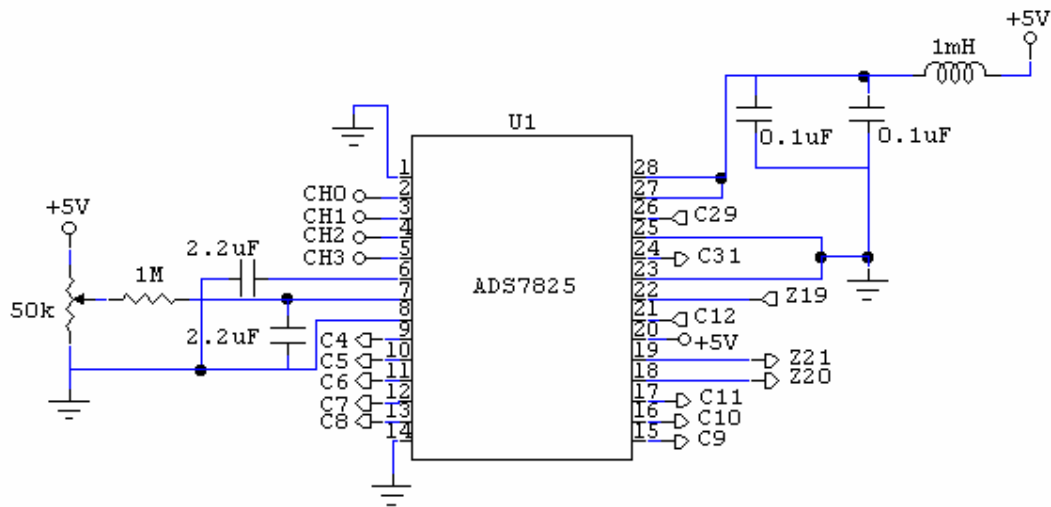 +5V
1mH
0.1uF
0.1uF
U1
ADS7825
+5V
50k
1M
2.2uF
2.2uF
CH0
CH1
CH2
CH3
C4
C5
C6
C7
C8
1
2
3
4
5
6
7
8
9
10
11
12
13
14
28
27
26
25
24
23
22
21
20
19
18
17
16
15
C29
C31
Z19
C12
+5V
Z21
Z20
C11
C10
C9